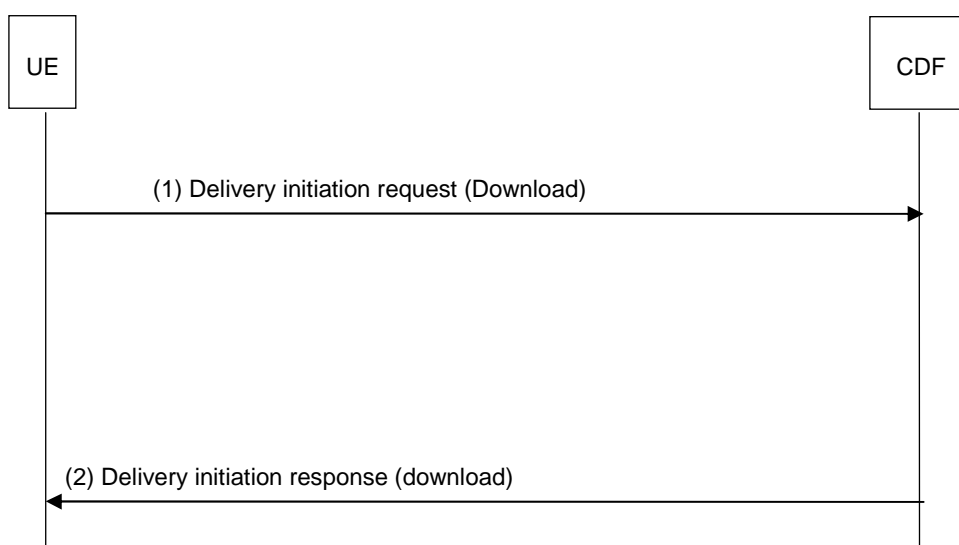 UE
CDF
(1) Delivery initiation request (Download)
(2) Delivery initiation response (download)